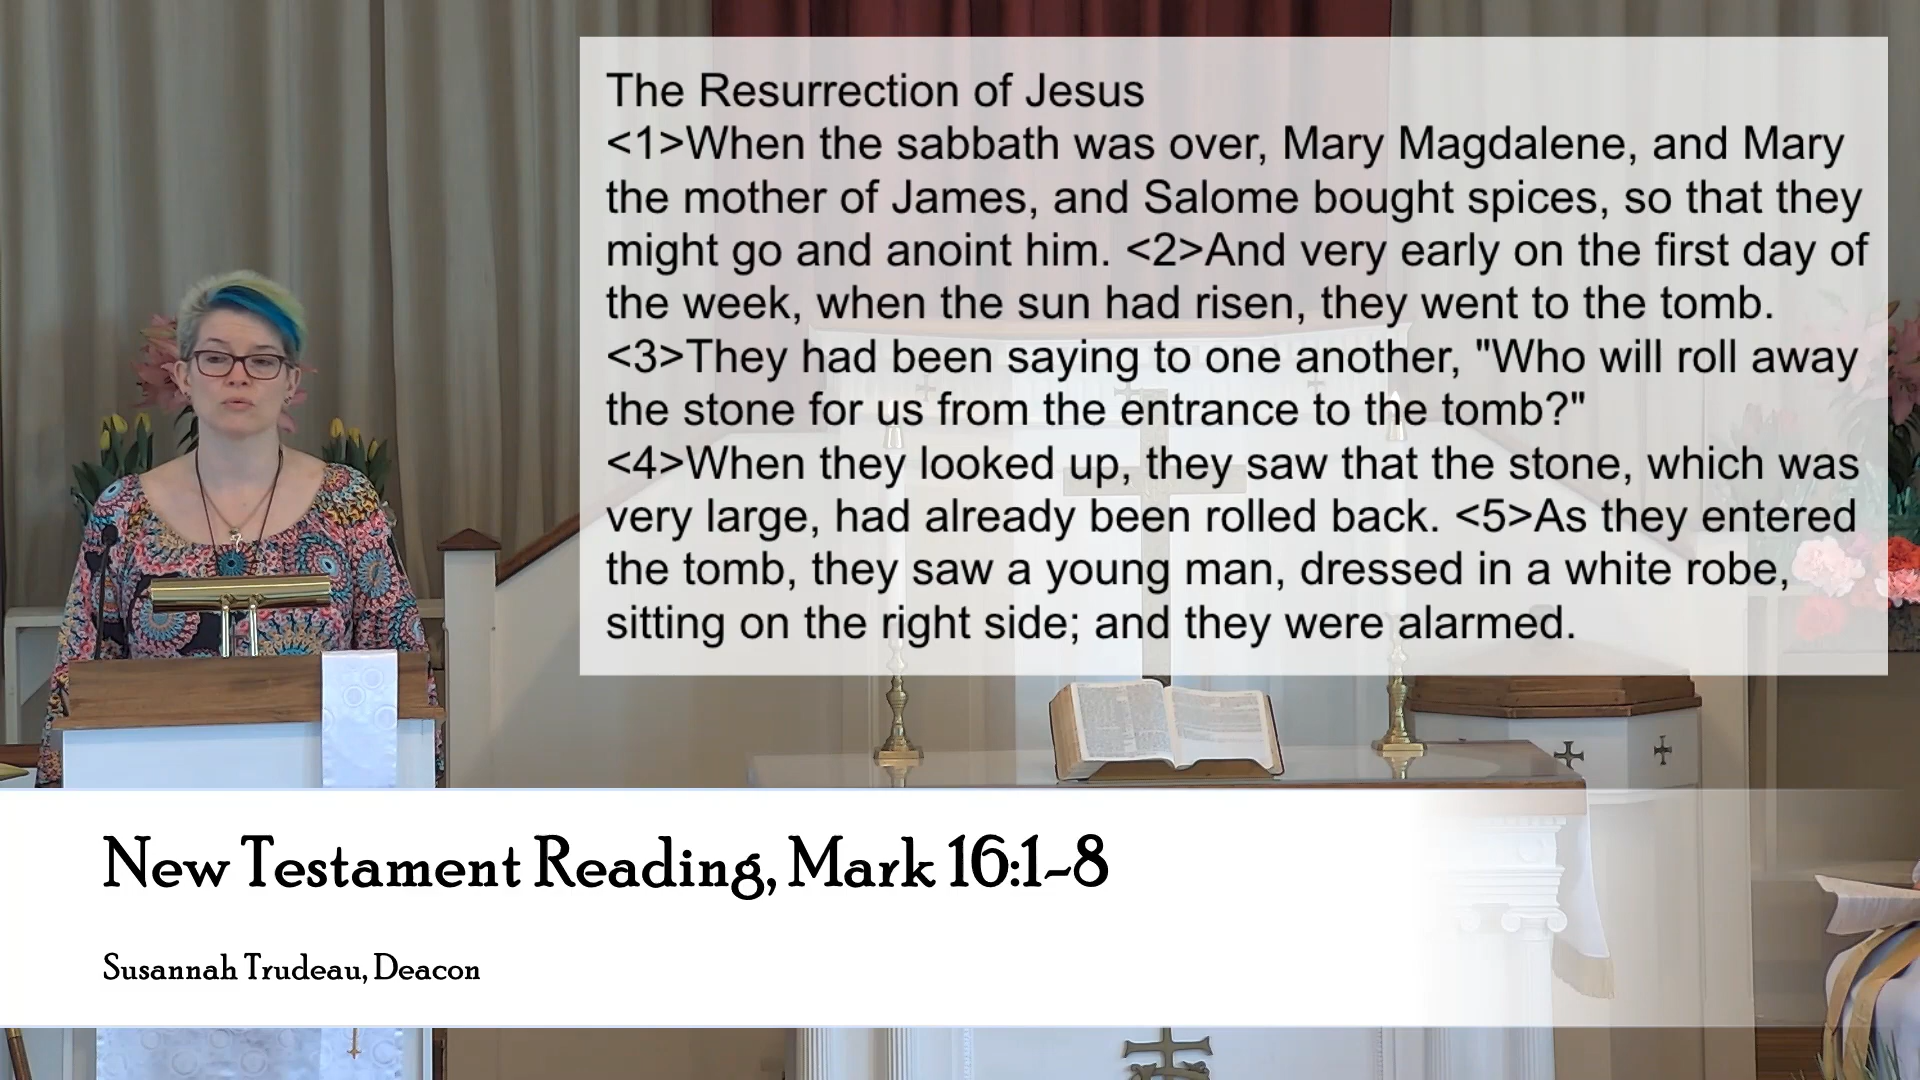 The Resurrection of Jesus
<1>When the sabbath was over, Mary Magdalene, and Mary
the mother of James, and Salome bought spices, so that they
might go and anoint him. <2>And very early on the first day of
the week, when the sun had risen, they went to the tomb.
<3>They had been saying to one another, "Who will roll away
the stone for us from the entrance to the tomb?"
<4>When they looked up, they saw that the stone, which was
very large, had already been rolled back. <5>As they entered
the tomb, they saw a young man, dressed in a white robe,
sitting on the right side; and they were alarmed.
New Testament Reading, Mark 16:1-8
Susannah Trudeau, Deacon